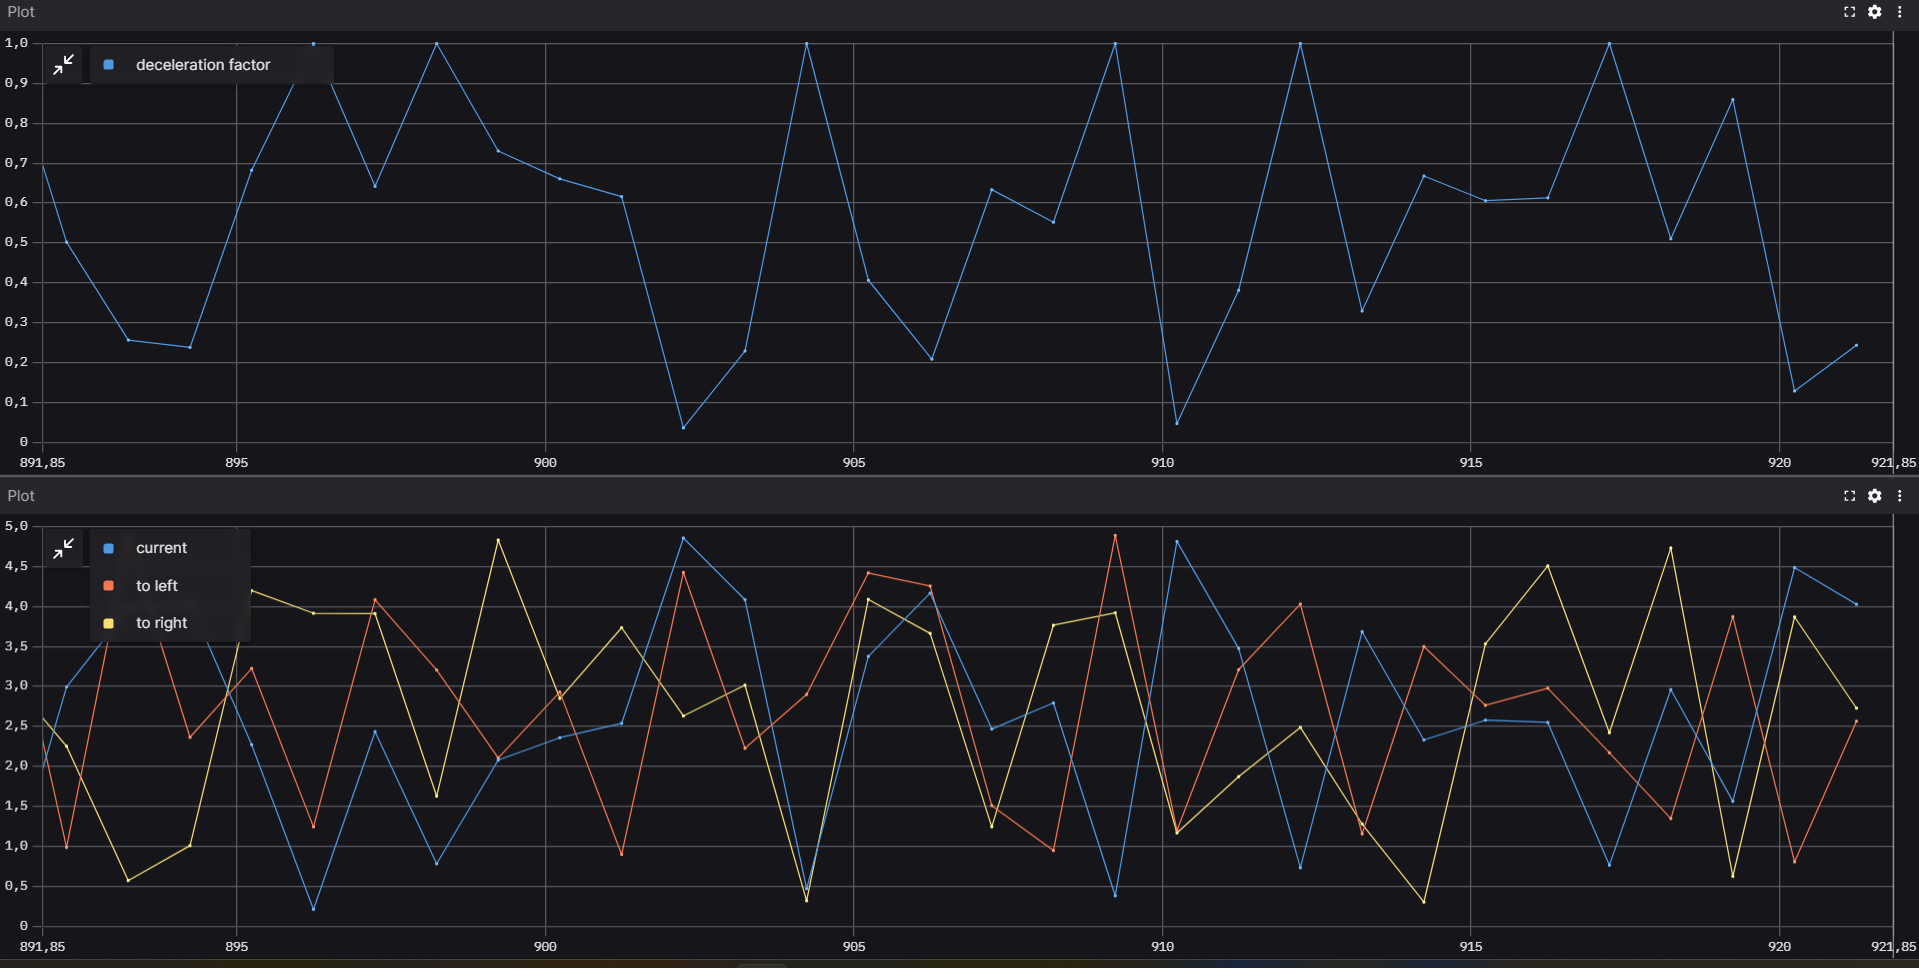 Plot
1,0
deceleration factor
0,9
0,8
0,7
0,6
0,5
0,4
0,3
0,2
0,1
0
891,85 895 900 905 910 915 920 921,85
Plot
5,0
current
4,5
to left
4,0
to right
3,5
3,0
2,5
2,0
1,5
1,0
0,5
0
891,85 895 900 905 910 915 920 921,85